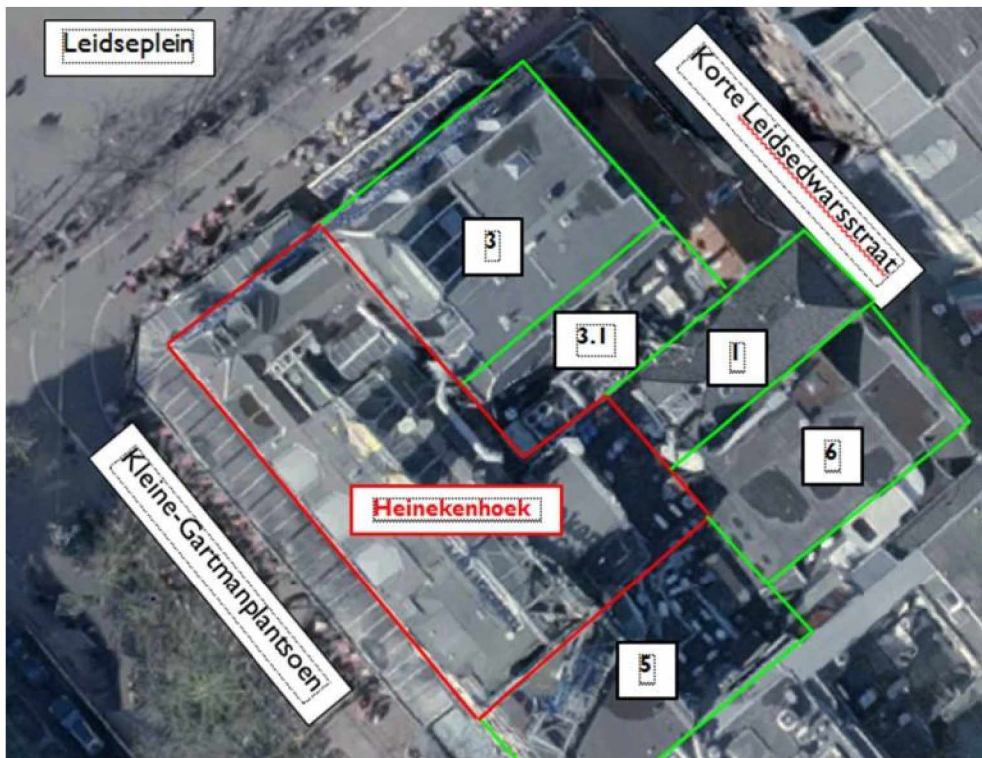 Leidseplein
Korte Leidsedwarsstraat
3
3.1
1
6
Heinekenhoek
Kleine-Gartmanplantsoen
5